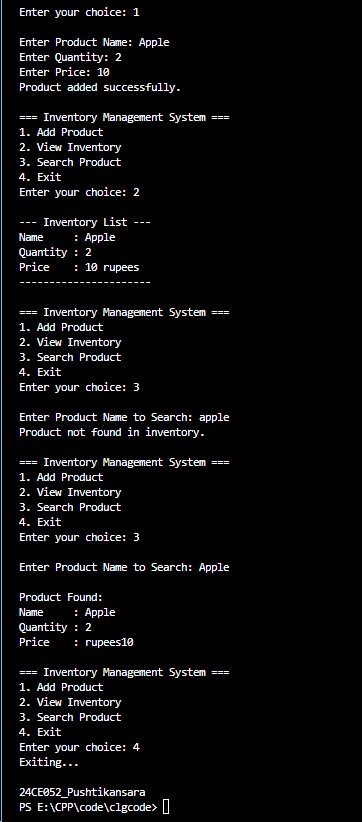 Enter your choice: 1
Enter Product Name: Apple
Enter Quantity: 2
Enter Price: 10
Product added successfully.
=== Inventory Management System ===
1. Add Product
2. View Inventory
3. Search Product
4. Exit
Enter your choice: 2
--- Inventory List ---
Name     : Apple
Quantity : 2
Price    : 10 rupees
----------------------
=== Inventory Management System ===
1. Add Product
2. View Inventory
3. Search Product
4. Exit
Enter your choice: 3
Enter Product Name to Search: apple
Product not found in inventory.
=== Inventory Management System ===
1. Add Product
2. View Inventory
3. Search Product
4. Exit
Enter your choice: 3
Enter Product Name to Search: Apple
Product Found:
Name     : Apple
Quantity : 2
Price    : rupees10
=== Inventory Management System ===
1. Add Product
2. View Inventory
3. Search Product
4. Exit
Enter your choice: 4
Exiting...
24CE052_Pushtikansara
PS E:\CPP\code\clgcode>